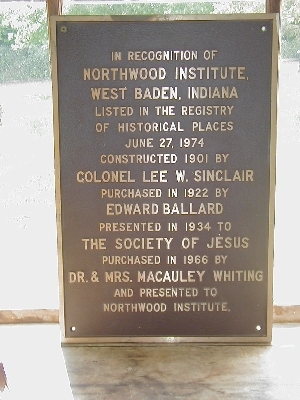 IN RECOGNITION OF
NORTHWOOD INSTITUTE,
WEST BADEN, INDIANA
LISTED IN THE REGISTRY
OF HISTORICAL PLACES
JUNE 27, 1974
CONSTRUCTED 1901 BY
COLONEL LEE W. SINCLAIR
PURCHASED IN 1922 BY
EDWARD BALLARD
PRESENTED IN 1934 TO
THE SOCIETY OF JESUS
PURCHASED IN 1966 BY
DR. & MRS. MACAULEY WHITING
AND PRESENTED TO
NORTHWOOD INSTITUTE.